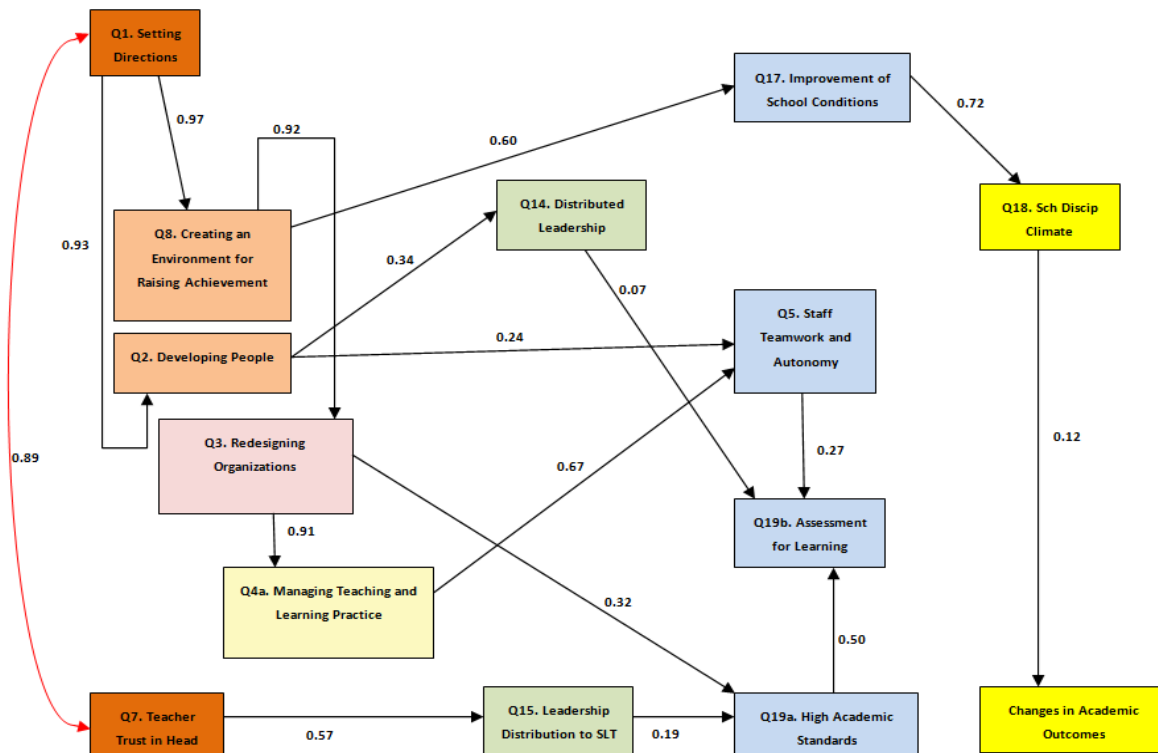 Q1. Setting
Directions
0.97
0.92
0.60
Q17. Improvement of
School Conditions
0.72
Q14. Distributed
Leadership
Q18. Sch Discip
Climate
Q8. Creating an
Environment for
Raising Achievement
0.93
0.34
0.07
Q2. Developing People
0.24
Q5. Staff
Teamwork and
Autonomy
0.89
Q3. Redesigning
Organizations
0.67
0.27
0.12
0.91
Q19b. Assessment
for Learning
Q4a. Managing Teaching and
Learning Practice
0.32
0.50
Q7. Teacher
Trust in Head
0.57
Q15. Leadership
Distribution to SLT
0.19
Q19a. High Academic
Standards
Changes in Academic
Outcomes